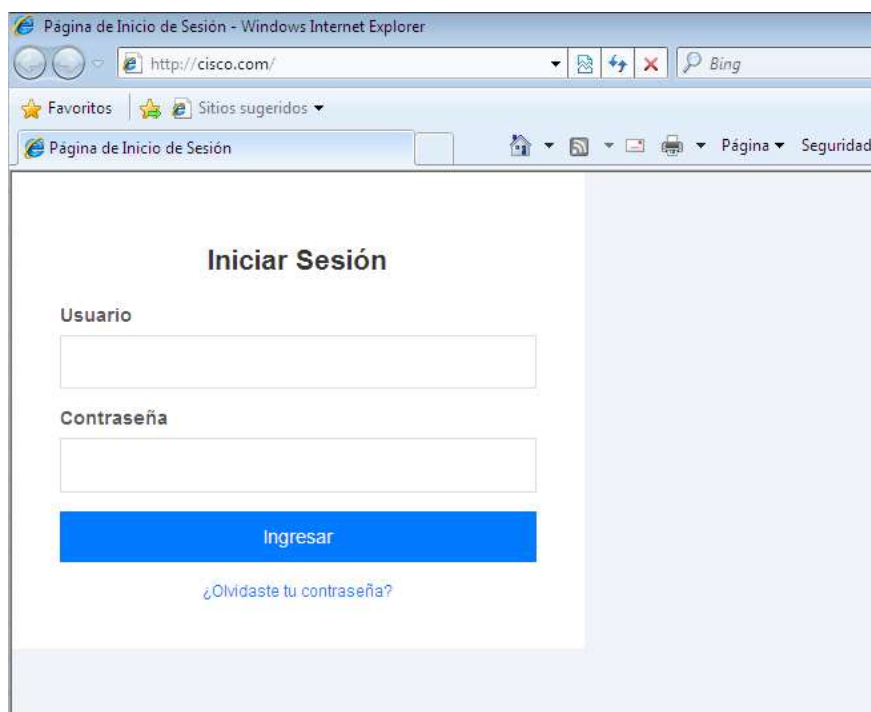 Página de Inicio de Sesión - Windows Internet Explorer
http://cisco.com/
Bing
Favoritos
Sitios sugeridos
Página de Inicio de Sesión
Página
Seguridad
Iniciar Sesión
Usuario
Contraseña
Ingresar
¿Olvidaste tu contraseña?